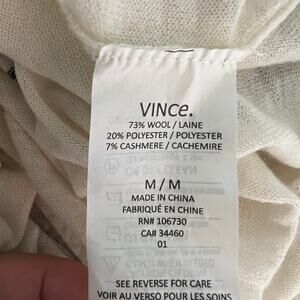 VINCe.
73% WOOL / LAINE
20% POLYESTER / POLYESTER
7% CASHMERE / CACHEMIRE
M / M
MADE IN CHINA
FABRIQUÉ EN CHINE
RN# 106730
CA# 34460
01
SEE REVERSE FOR CARE
VOIR AU VERSO POUR LES SOINS